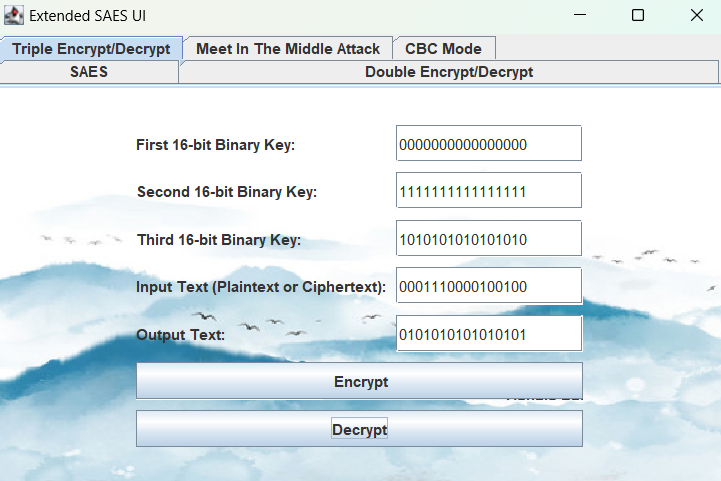 Extended SAES UI
Triple Encrypt/Decrypt Meet In The Middle Attack CBC Mode
SAES Double Encrypt/Decrypt
First 16-bit Binary Key: 0000000000000000
Second 16-bit Binary Key: 1111111111111111
Third 16-bit Binary Key: 1010101010101010
Input Text (Plaintext or Ciphertext): 0001110000100100
Output Text: 0101010101010101
Encrypt
Decrypt